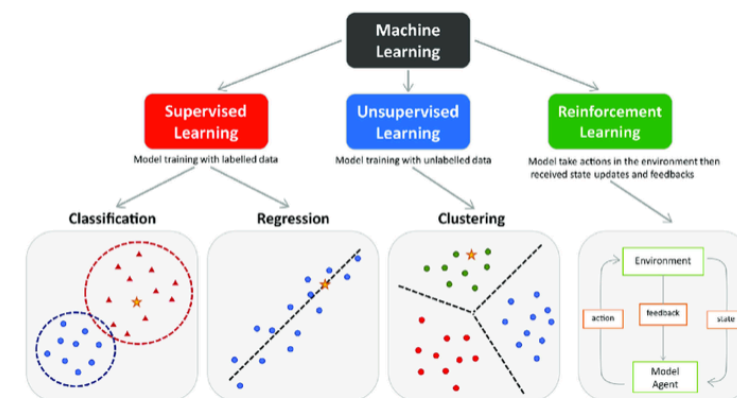 Machine
Learning
Supervised
Learning
Unsupervised
Learning
Reinforcement
Learning
Model training with labelled data
Model training with unlabelled data
Model take actions in the environment then
received state updates and feedbacks
Classification
Regression
Clustering
Environment
action
feedback
state
Model
Agent